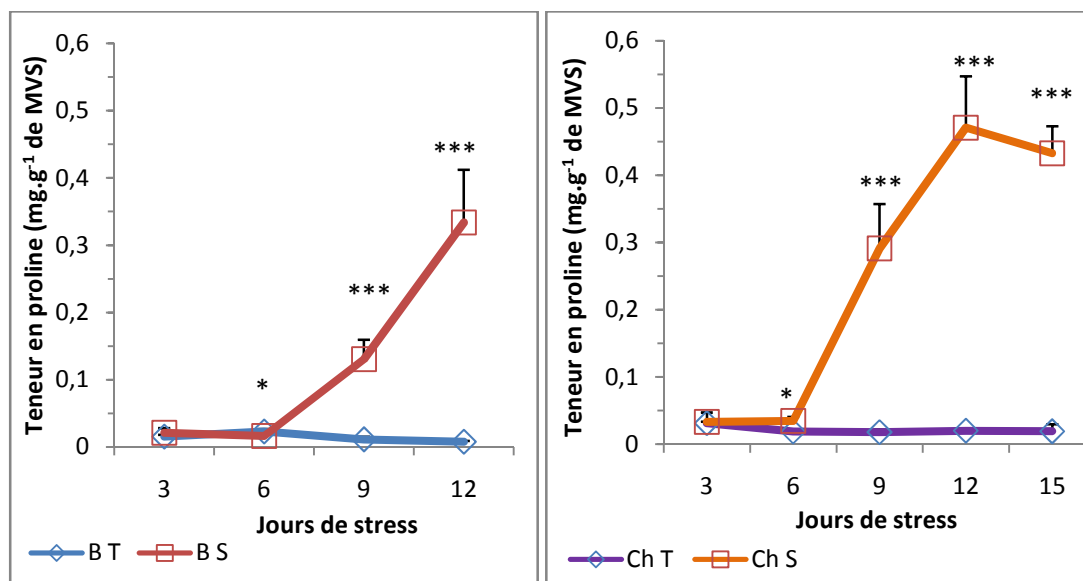 Teneur en proline (mg.g⁻¹ de MVS)
0,6
0,5
0,4
0,3
0,2
0,1
0
*
***
***
3 6 9 12
Jours de stress
B T B S
Teneur en proline (mg.g⁻¹ de MVS)
0,6
0,5
0,4
0,3
0,2
0,1
0
*
***
***
***
3 6 9 12 15
Jours de stress
Ch T Ch S